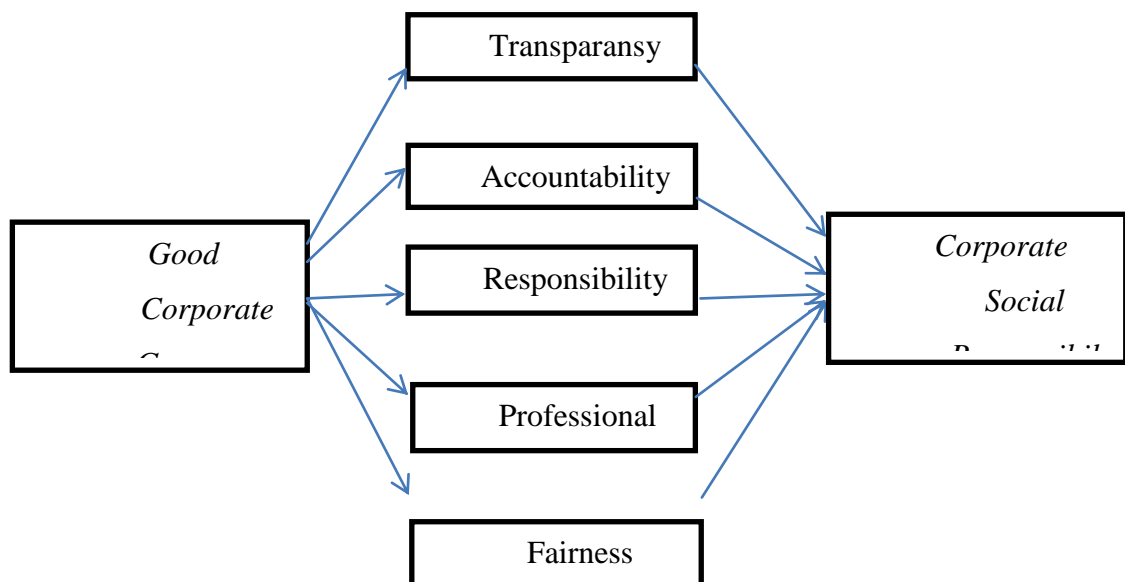 Transparansy
Accountability
Good
Corporate
Responsibility
Professional
Fairness
Corporate
Social